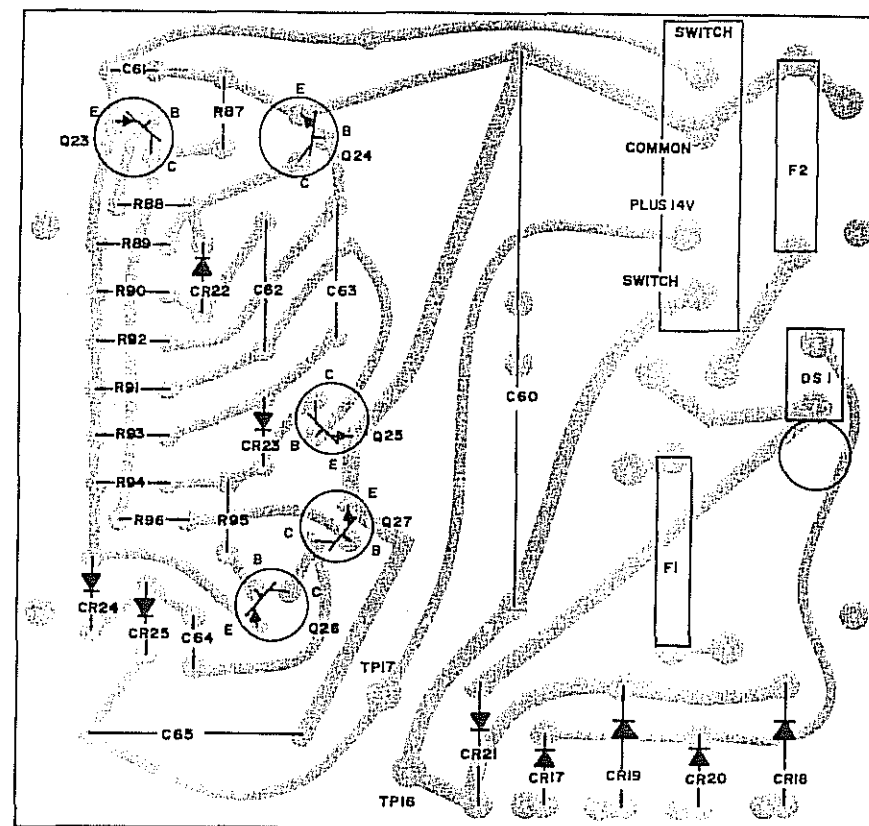 SWITCH
C61
E
B
R87
E
Q23
B
Q24
C
C
COMMON
F2
R88
PLUS 14V
R89
CR22
C62
C63
SWITCH
R90
R92
C
DS1
R91
C60
R93
CR23
B
Q25
E
R94
E
R96
R95
C
Q27
B
F1
B
CR24
C
CR25
C64
E
Q26
TP17
C65
CR21
CR17
CR19
CR20
CR18
TP16